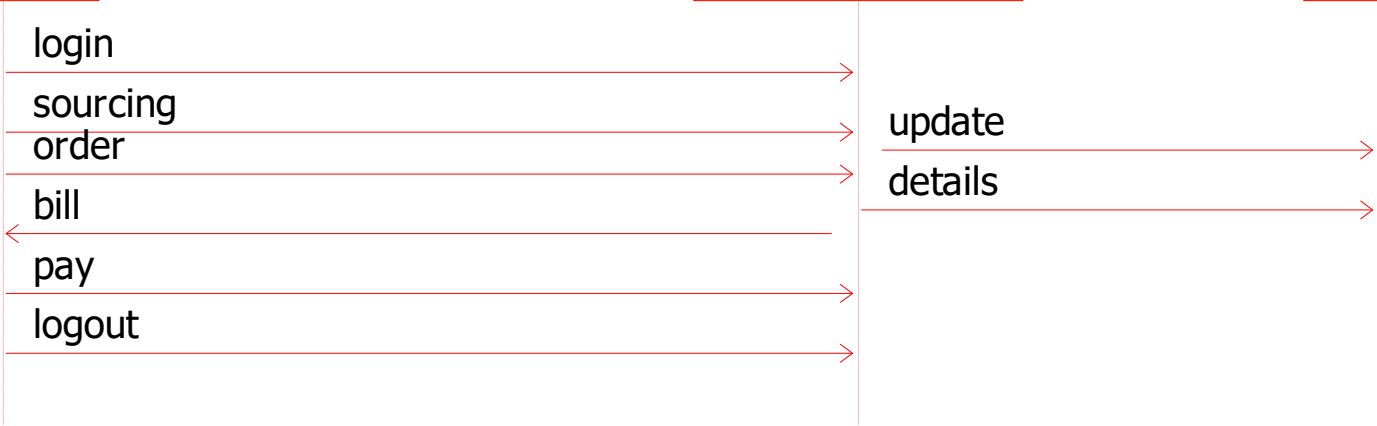 login
sourcing
order
bill
pay
logout
update
details